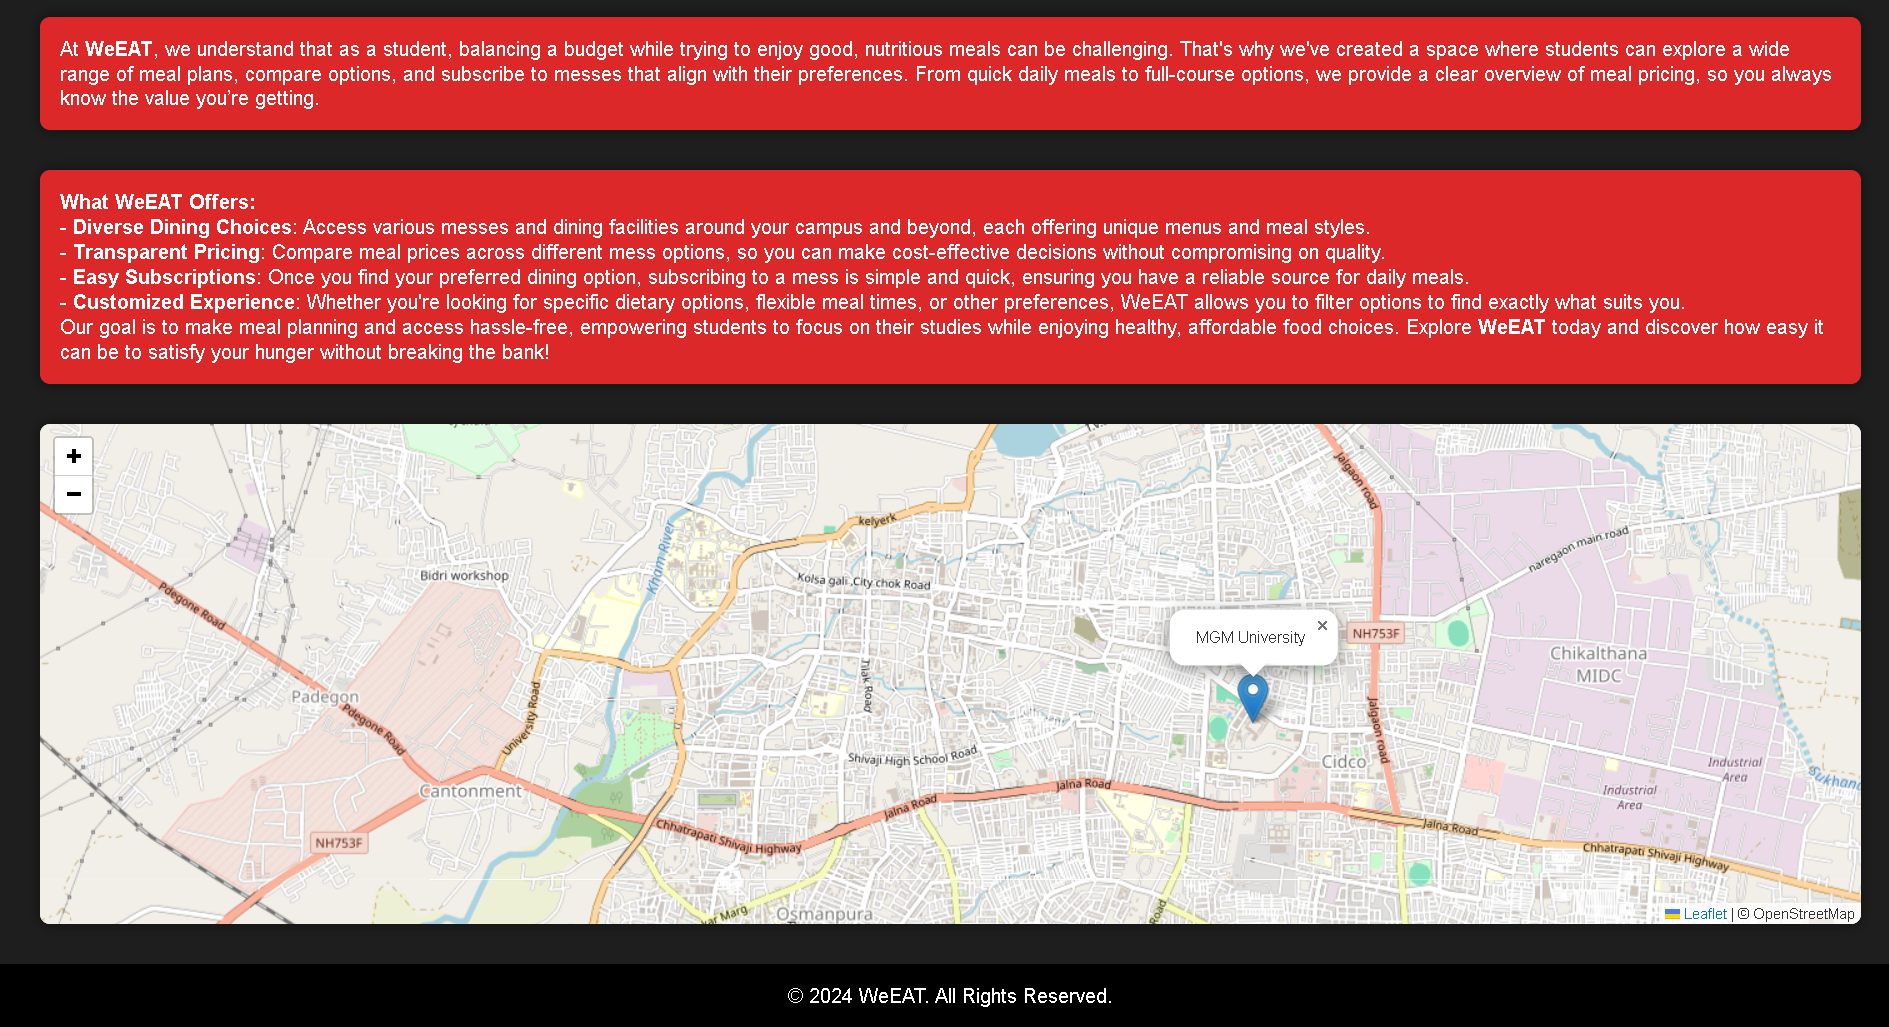 At WeEAT, we understand that as a student, balancing a budget while trying to enjoy good, nutritious meals can be challenging. That's why we've created a space where students can explore a wide
range of meal plans, compare options, and subscribe to messes that align with their preferences. From quick daily meals to full-course options, we provide a clear overview of meal pricing, so you always
know the value you’re getting.
What WeEAT Offers:
- Diverse Dining Choices: Access various messes and dining facilities around your campus and beyond, each offering unique menus and meal styles.
- Transparent Pricing: Compare meal prices across different mess options, so you can make cost-effective decisions without compromising on quality.
- Easy Subscriptions: Once you find your preferred dining option, subscribing to a mess is simple and quick, ensuring you have a reliable source for daily meals.
- Customized Experience: Whether you're looking for specific dietary options, flexible meal times, or other preferences, WeEAT allows you to filter options to find exactly what suits you.
Our goal is to make meal planning and access hassle-free, empowering students to focus on their studies while enjoying healthy, affordable food choices. Explore WeEAT today and discover how easy it
can be to satisfy your hunger without breaking the bank!
+
−
Jalgaon road
kelyerk
Kham River
naregaon main road
Bidri workshop
Kolsa gali ,City chok Road
Pdegone Road
MGM University ×
NH753F
Chikalthana
MIDC
Padegon
Tilak Road
Pdegone Road
University Road
Jalgaon road
Shivaji High School Road
Cidco
Industrial
Area
Cantonment
Jalna Road
Industrial
Area
Jalna Road
Chhatrapati Shivaji Highway
Jalna Road
NH753F
Chhatrapati Shivaji Highway
Marg
Osmanpura
Road
Leaflet | © OpenStreetMap
© 2024 WeEAT. All Rights Reserved.